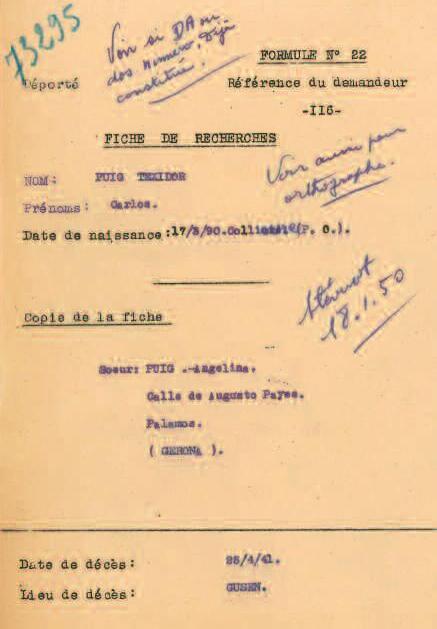 73295
Voir si DA ou
dos numéro, déjà
constitué.
FORMULE N° 22
Déporté
Référence du demandeur
-II6-
FICHE DE RECHERCHES
Voir aussi pour
orthographe.
NOM: PUIG TEXIDOR
Prénoms: Carlos.
Date de naissance:17/8/90. (P. O.).
18.1.50
Copie de la fiche
Soeur: PUIG .-Angelina.
Calle de Augusto Payes.
Palamos.
( GERONA ).
Date de décès: 25/4/41.
Lieu de décès: GUSEN.